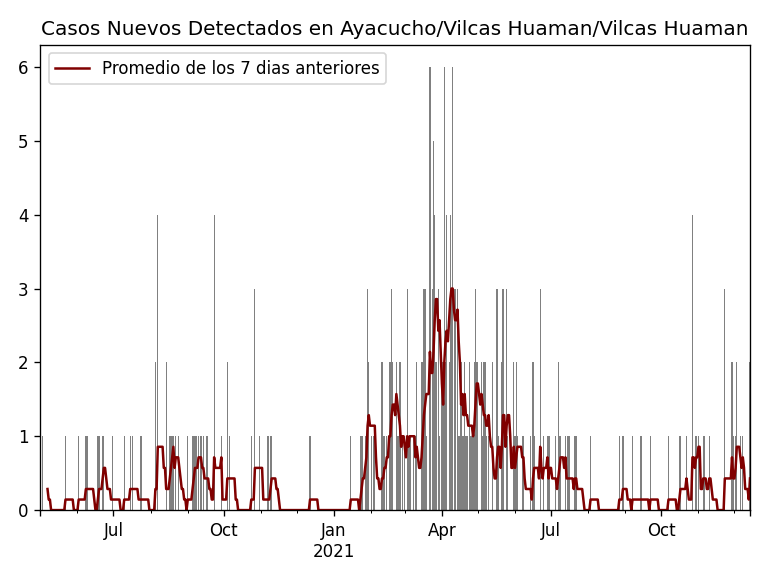 Casos Nuevos Detectados en Ayacucho/Vilcas Huaman/Vilcas Huaman
Promedio de los 7 dias anteriores
6
5
4
3
2
1
0
Jul Oct Jan Apr Jul Oct
2021